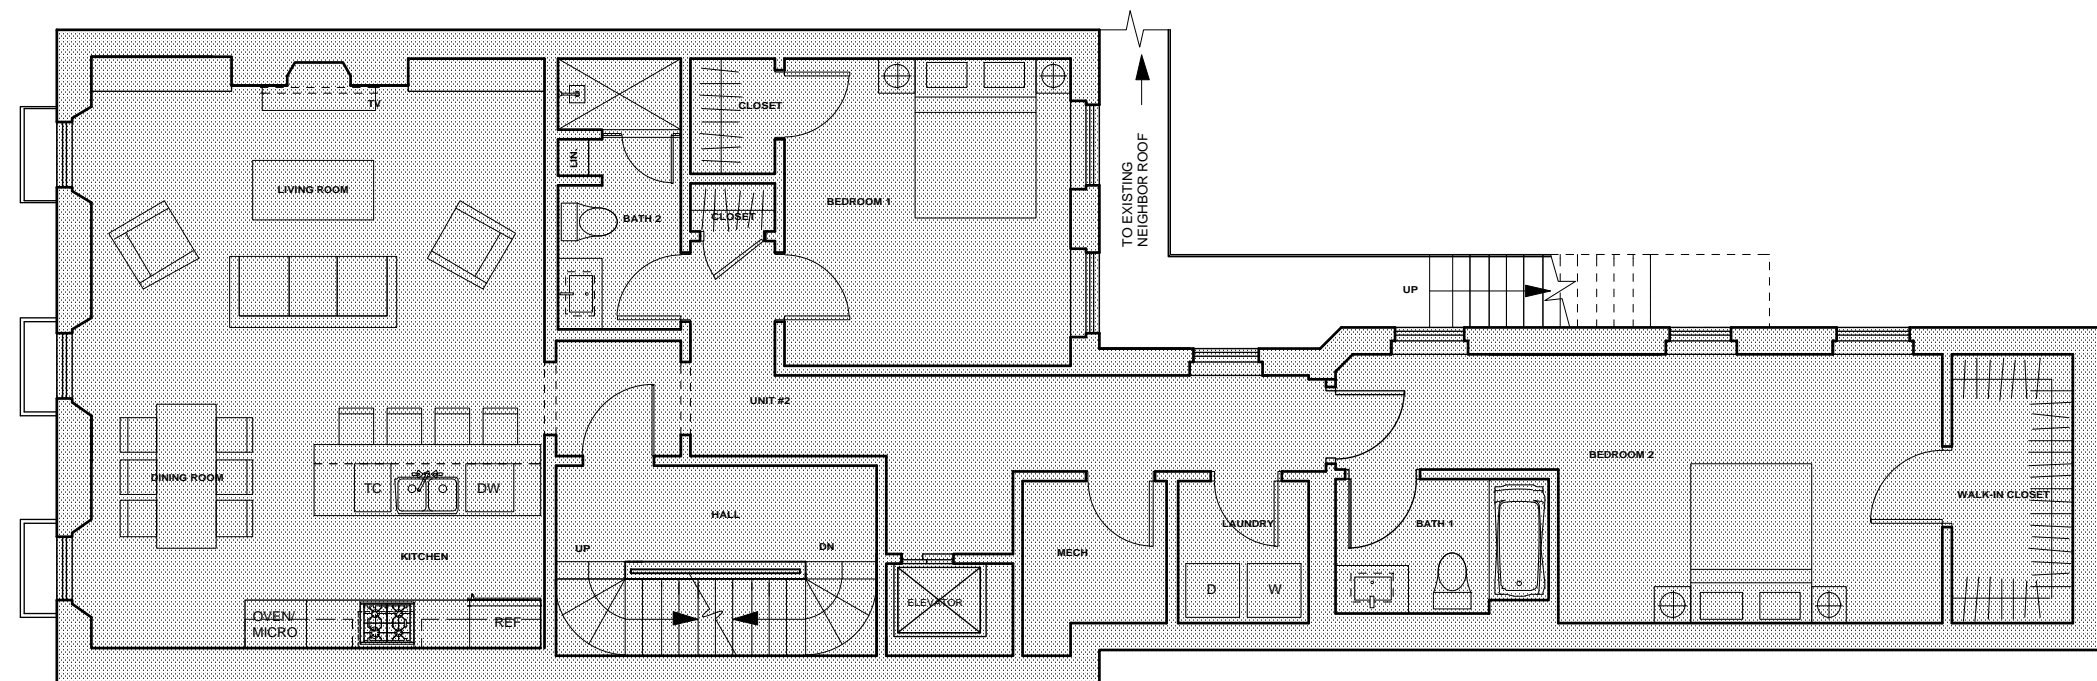 TV
CLOSET
LIN.
LIVING ROOM
BATH 2
CLOSET
BEDROOM 1
TO EXISTING
NEIGHBOR ROOF
UP
UNIT #2
BEDROOM 2
DINING ROOM
TC
DW
WALK-IN CLOSET
HALL
LAUNDRY
BATH 1
KITCHEN
UP
DN
MECH
D
W
ELEVATOR
OVEN/
MICRO
REF